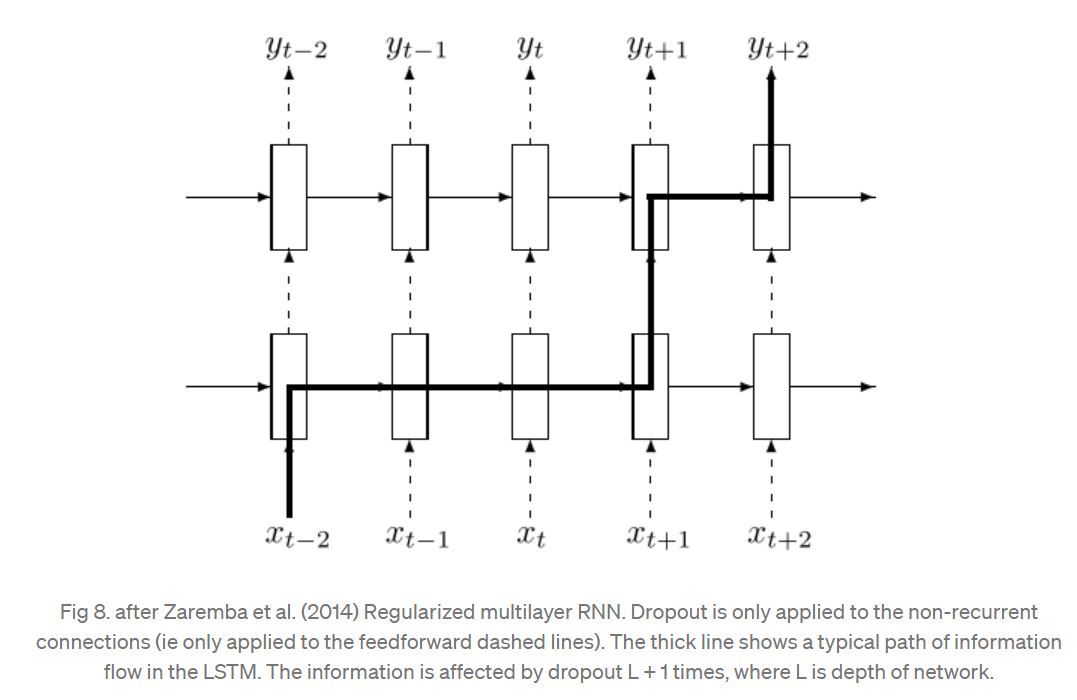 y_{t−2} y_{t−1} y_t y_{t+1} y_{t+2}
x_{t−2} x_{t−1} x_t x_{t+1} x_{t+2}
Fig 8. after Zaremba et al. (2014) Regularized multilayer RNN. Dropout is only applied to the non-recurrent
connections (ie only applied to the feedforward dashed lines). The thick line shows a typical path of information
flow in the LSTM. The information is affected by dropout L + 1 times, where L is depth of network.